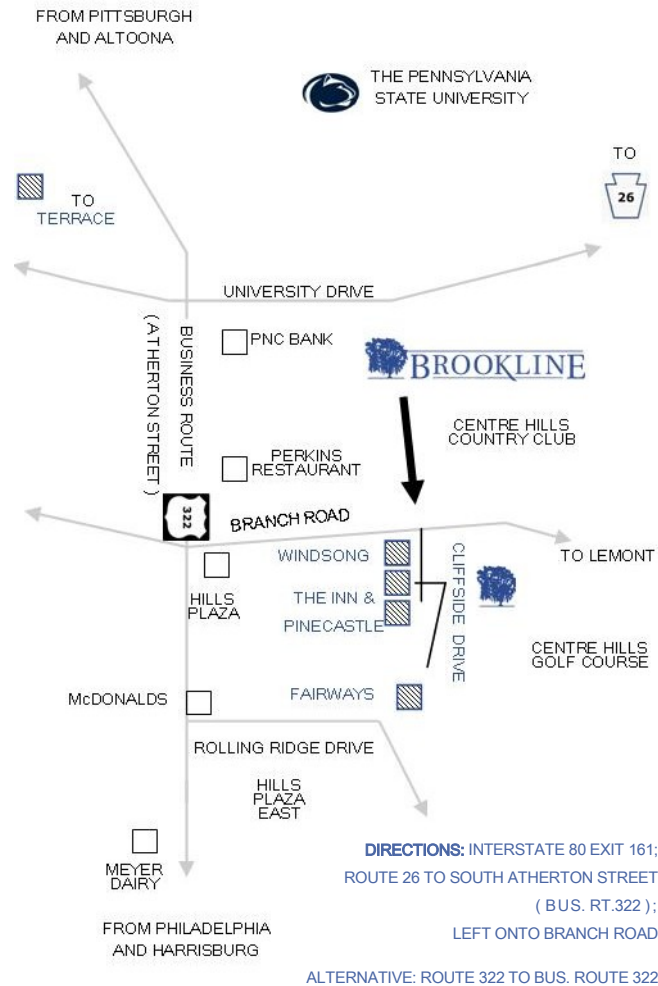 FROM PITTSBURGH
AND ALTOONA
THE PENNSYLVANIA
STATE UNIVERSITY
TO
26
TO
TERRACE
UNIVERSITY DRIVE
BUSINESS ROUTE
(ATHERTON STREET)
PNC BANK
BROOKLINE
CENTRE HILLS
COUNTRY CLUB
PERKINS
RESTAURANT
322
BRANCH ROAD
WINDSONG
TO LEMONT
HILLS
PLAZA
THE INN &
PINECASTLE
CLIFFSIDE DRIVE
CENTRE HILLS
GOLF COURSE
McDONALDS
FAIRWAYS
ROLLING RIDGE DRIVE
HILLS
PLAZA
EAST
MEYER
DAIRY
DIRECTIONS: INTERSTATE 80 EXIT 161;
ROUTE 26 TO SOUTH ATHERTON STREET
( BUS. RT.322 );
LEFT ONTO BRANCH ROAD
FROM PHILADELPHIA
AND HARRISBURG
ALTERNATIVE: ROUTE 322 TO BUS. ROUTE 322